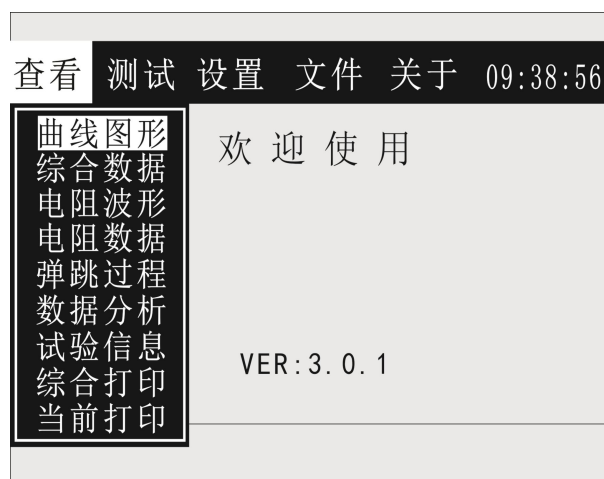 查看 测试 设置 文件 关于 09:38:56
曲线图形
综合数据
电阻波形
电阻数据
弹跳过程
数据分析
试验信息
综合打印
当前打印
欢迎使用
VER:3.0.1